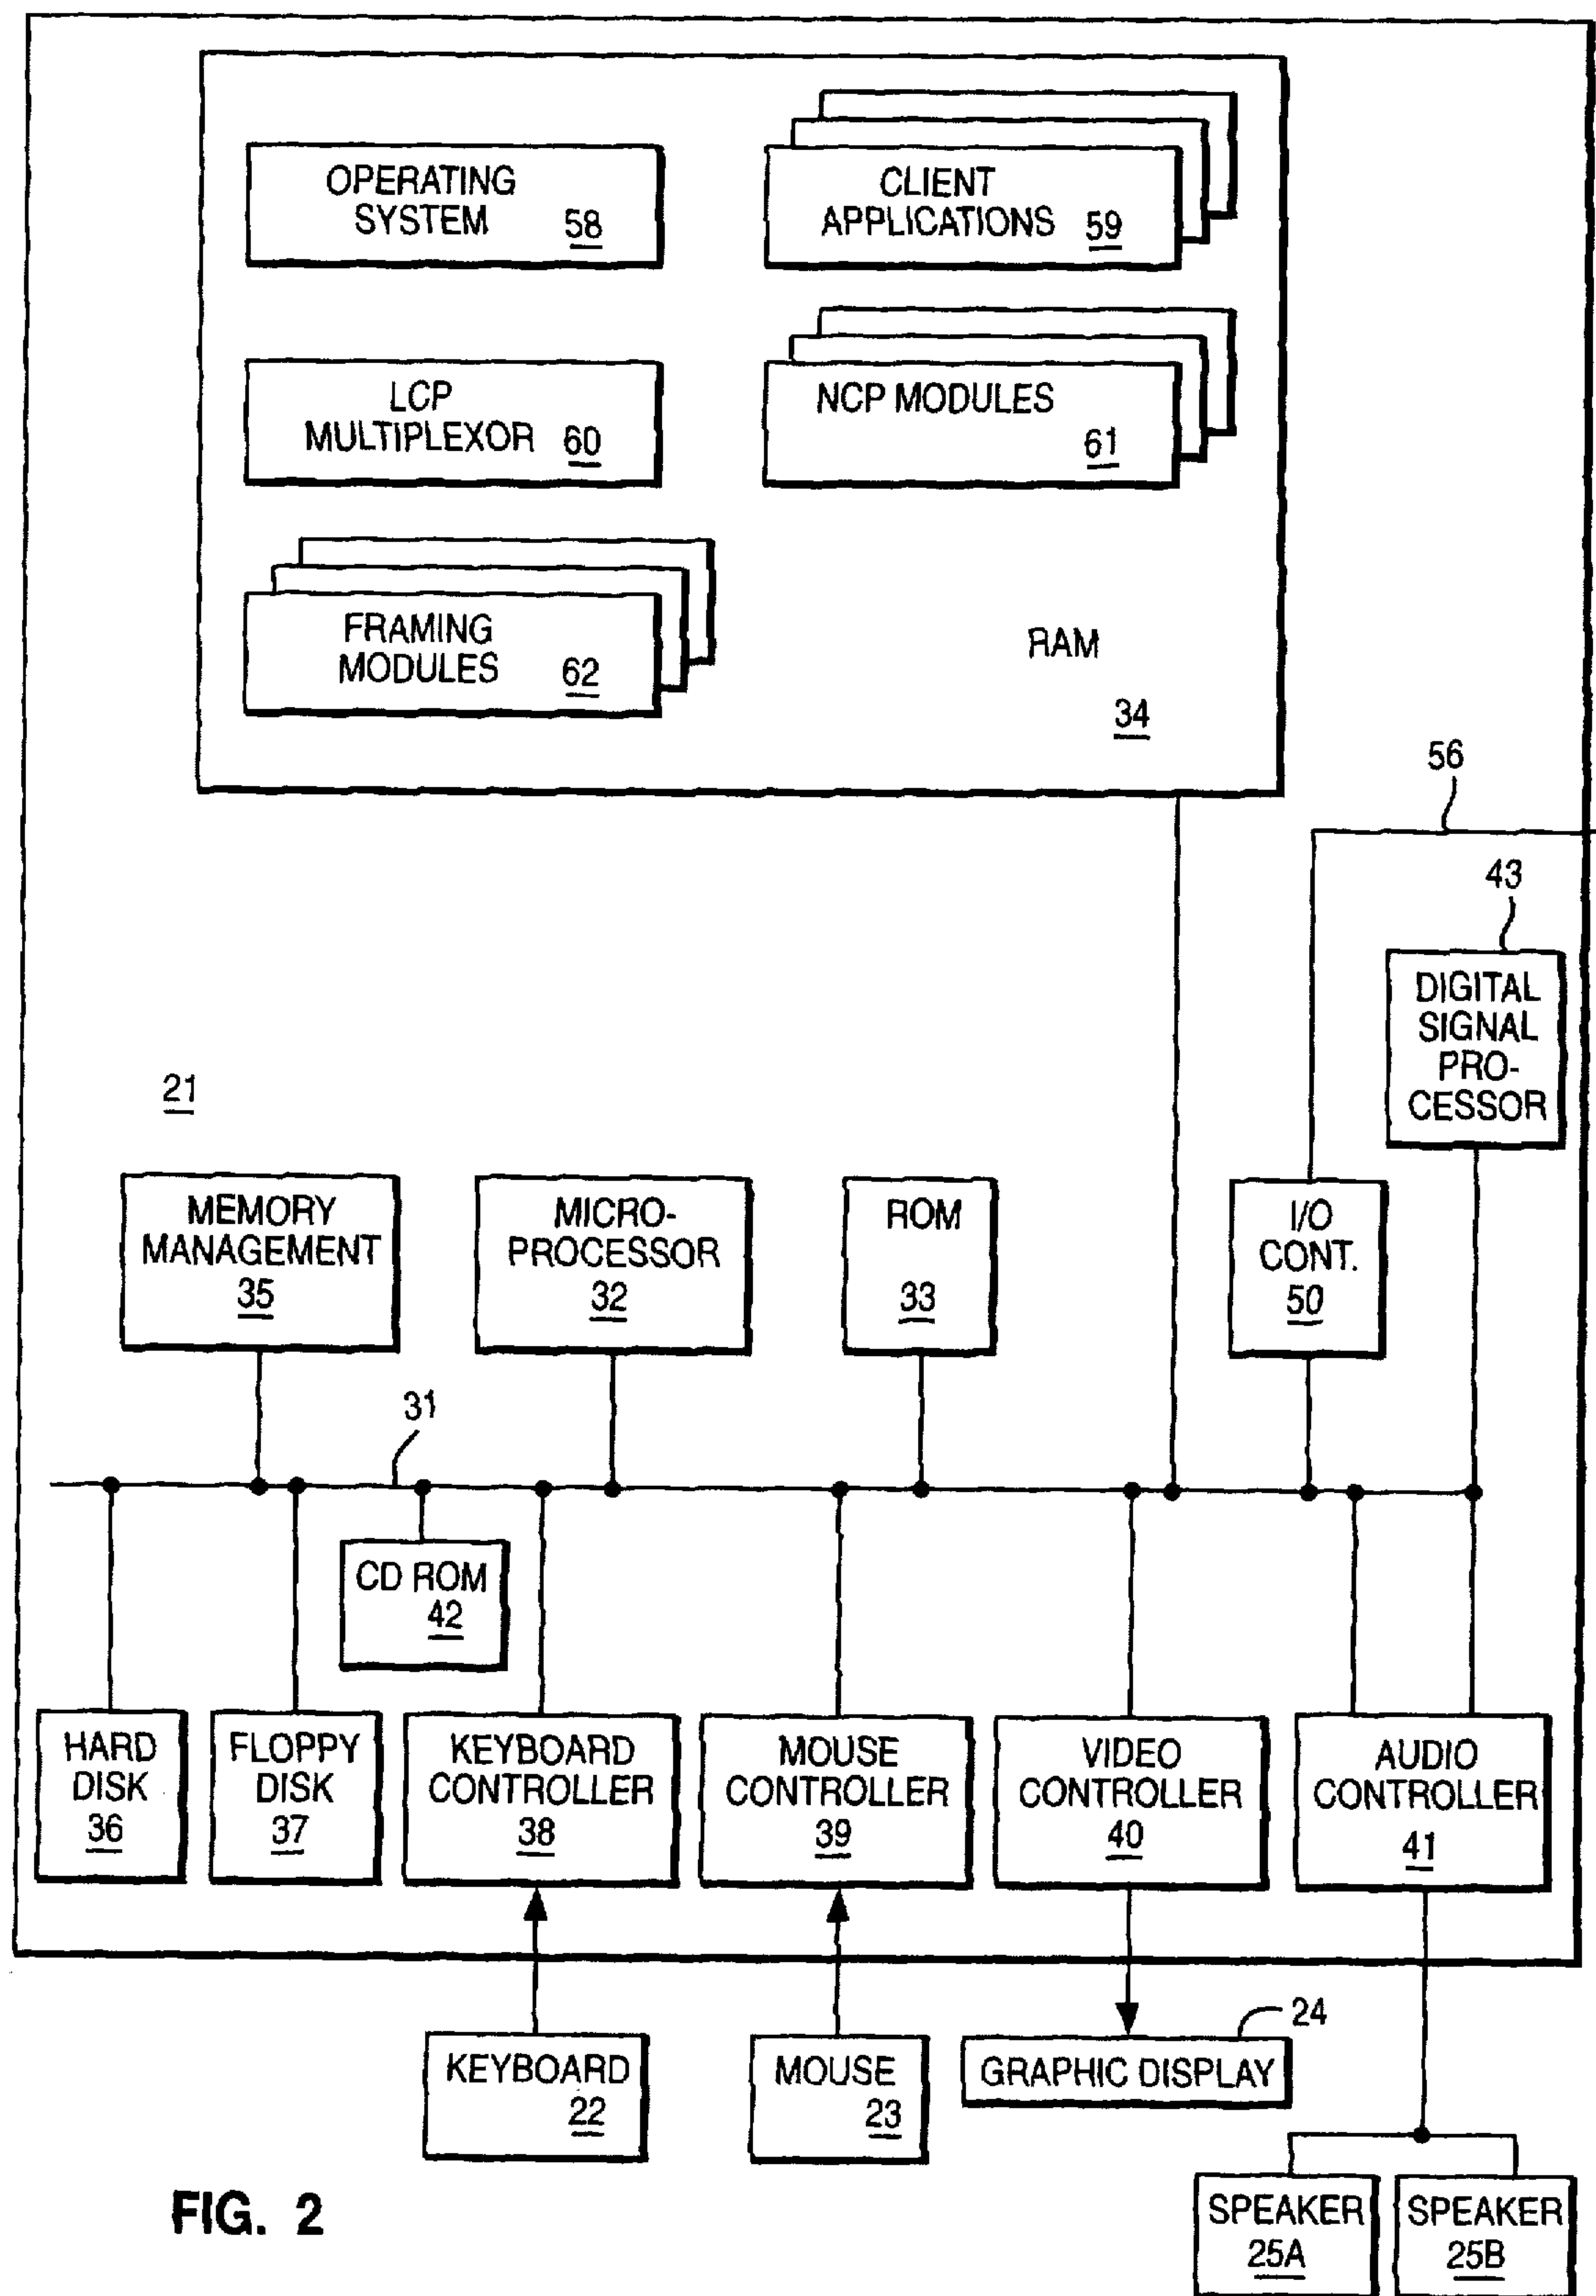 OPERATING
SYSTEM 58
CLIENT
APPLICATIONS 59
LCP
MULTIPLEXOR 60
NCP MODULES
61
FRAMING
MODULES 62
RAM
34
56
43
DIGITAL
SIGNAL
PRO-
CESSOR
21
MEMORY
MANAGEMENT
35
MICRO-
PROCESSOR
32
ROM
33
I/O
CONT.
50
31
CD ROM
42
HARD
DISK
36
FLOPPY
DISK
37
KEYBOARD
CONTROLLER
38
MOUSE
CONTROLLER
39
VIDEO
CONTROLLER
40
AUDIO
CONTROLLER
41
KEYBOARD
22
MOUSE
23
24
GRAPHIC DISPLAY
SPEAKER
25A
SPEAKER
25B
FIG. 2